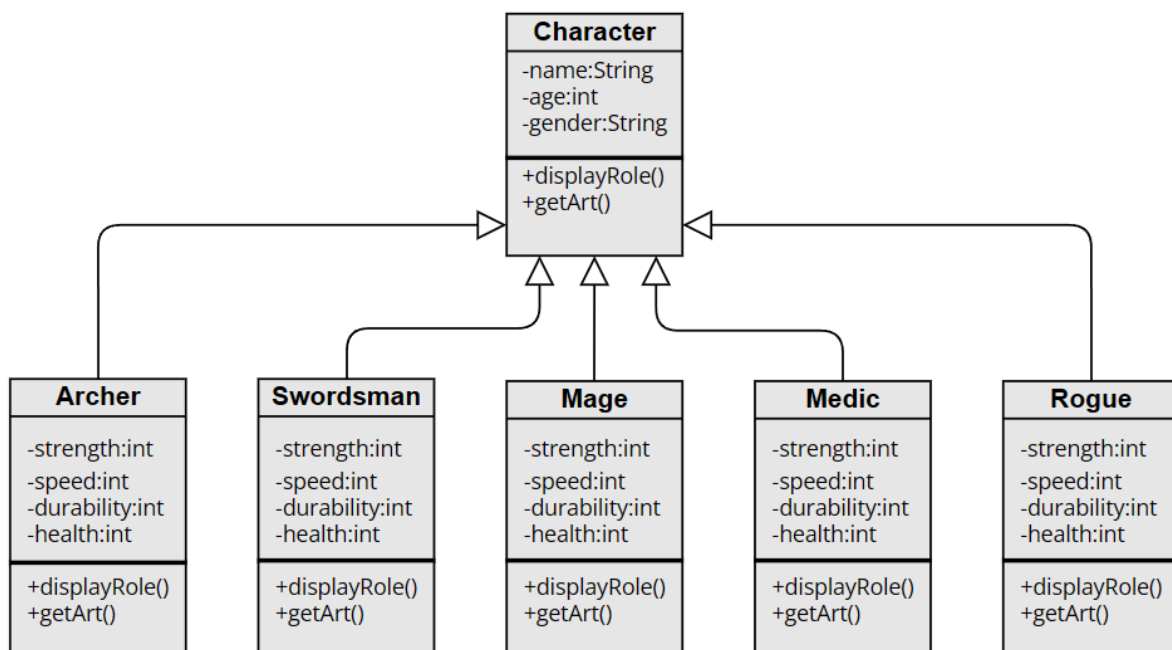 Character
-name:String
-age:int
-gender:String
+displayRole()
+getArt()
Archer
-strength:int
-speed:int
-durability:int
-health:int
+displayRole()
+getArt()
Swordsman
-strength:int
-speed:int
-durability:int
-health:int
+displayRole()
+getArt()
Mage
-strength:int
-speed:int
-durability:int
-health:int
+displayRole()
+getArt()
Medic
-strength:int
-speed:int
-durability:int
-health:int
+displayRole()
+getArt()
Rogue
-strength:int
-speed:int
-durability:int
-health:int
+displayRole()
+getArt()